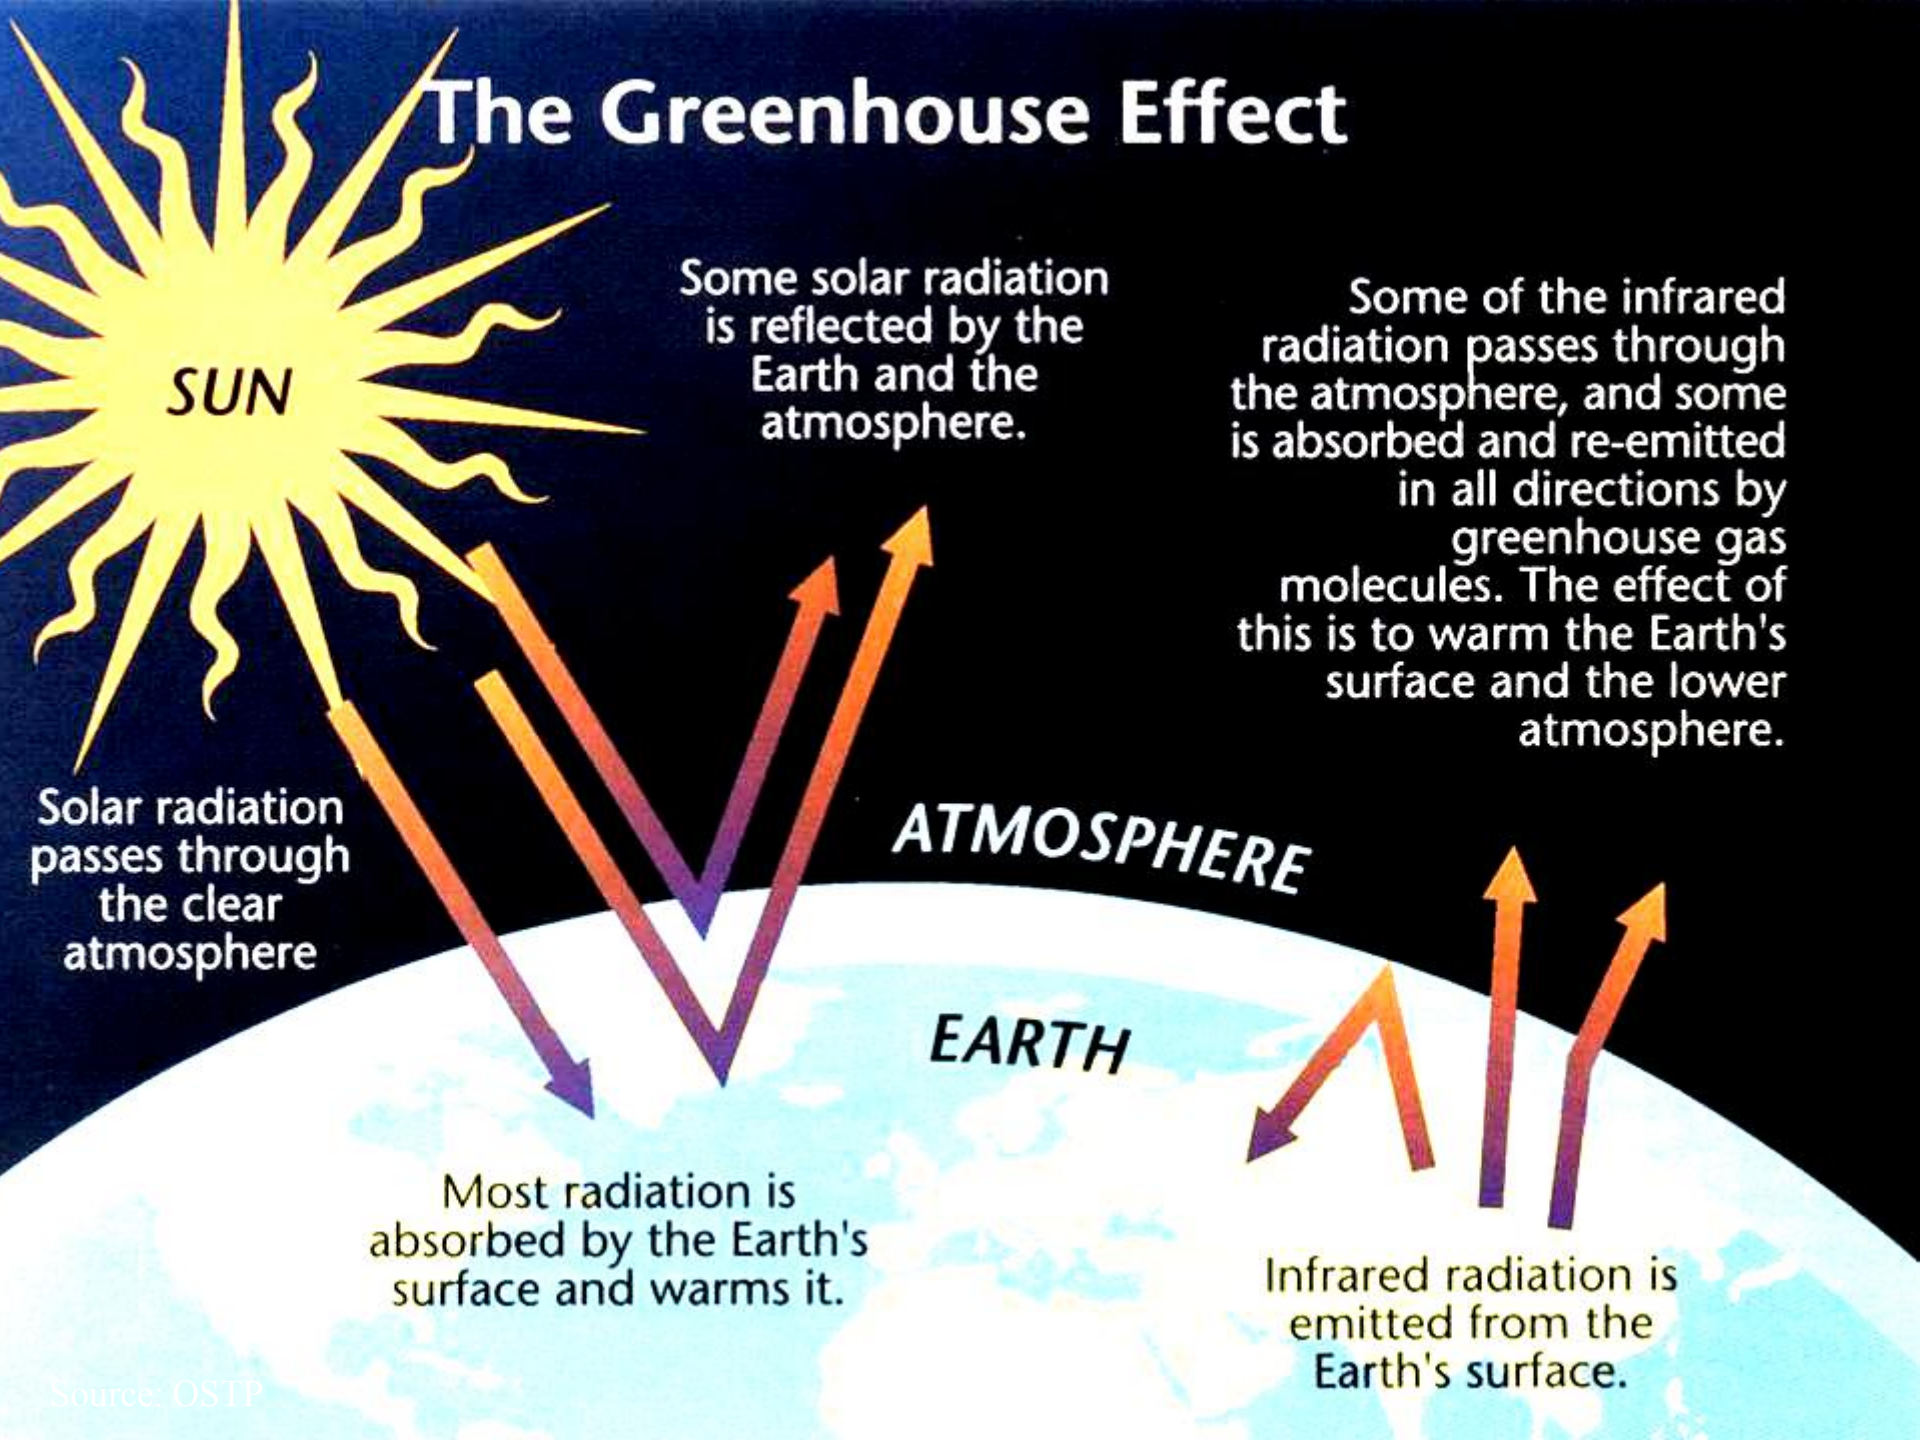 The Greenhouse Effect
SUN
Some solar radiation
is reflected by the
Earth and the
atmosphere.
Some of the infrared
radiation passes through
the atmosphere, and some
is absorbed and re-emitted
in all directions by
greenhouse gas
molecules. The effect of
this is to warm the Earth's
surface and the lower
atmosphere.
Solar radiation
passes through
the clear
atmosphere
ATMOSPHERE
EARTH
Most radiation is
absorbed by the Earth's
surface and warms it.
Infrared radiation is
emitted from the
Earth's surface.
Source: OSTP